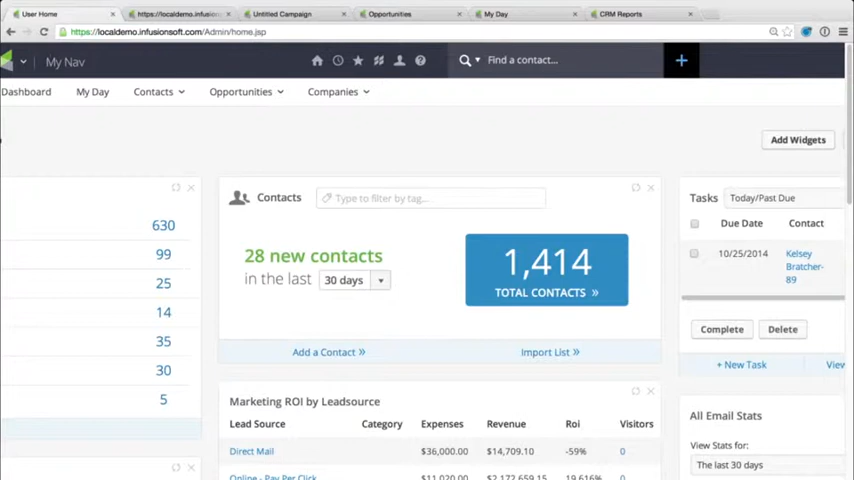 User Home
https://localdemo.infusions
Untitled Campaign
Opportunities
My Day
CRM Reports
https://localdemo.infusionsoft.com/Admin/home.jsp
My Nav
Find a contact...
Dashboard
My Day
Contacts
Opportunities
Companies
Add Widgets
630
99
25
14
35
30
5
Contacts
Type to filter by tag...
28 new contacts
in the last 30 days
1,414
TOTAL CONTACTS »
Add a Contact »
Import List »
Marketing ROI by Leadsource
Lead Source Category Expenses Revenue Roi Visitors
Direct Mail $36,000.00 $14,709.10 -59% 0
Online - Pay Per Click $11,020.00 $2,172,659.15 19,616% 0
Tasks
Today/Past Due
Due Date Contact
10/25/2014 Kelsey
Bratcher-
89
Complete
Delete
+ New Task
View
All Email Stats
View Stats for:
The last 30 days